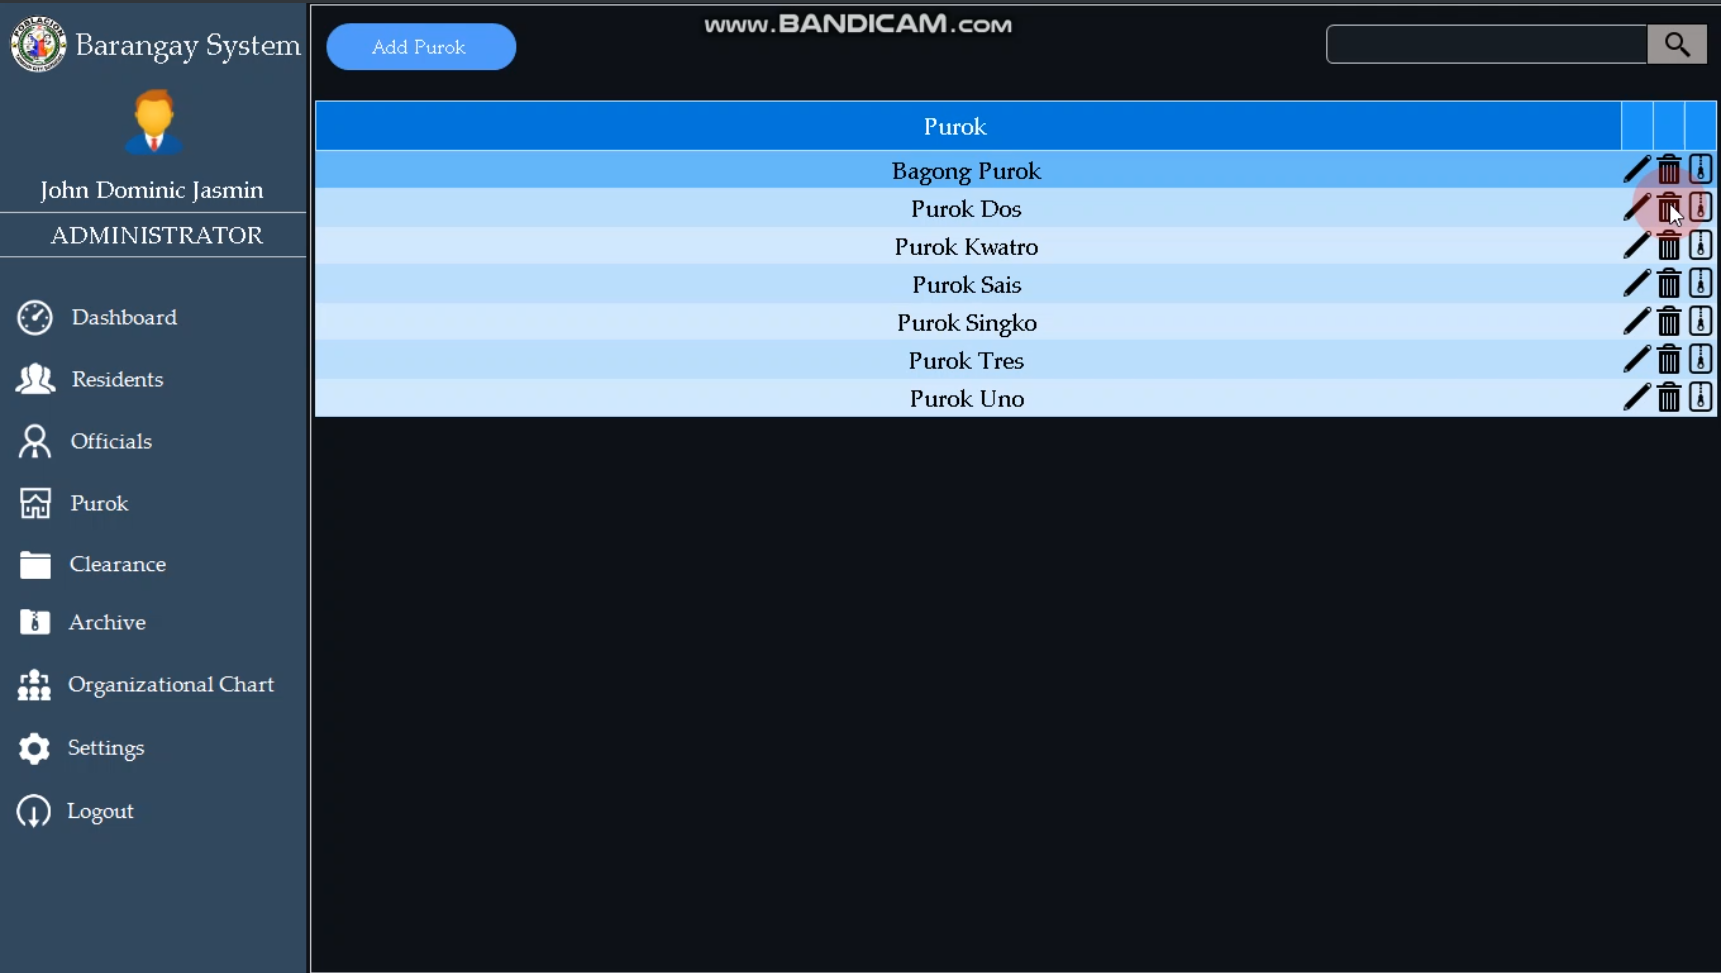 Barangay System
John Dominic Jasmin
ADMINISTRATOR
Dashboard
Residents
Officials
Purok
Clearance
Archive
Organizational Chart
Settings
Logout
Add Purok
www.BANDICAM.COM
Purok
Bagong Purok
Purok Dos
Purok Kwatro
Purok Sais
Purok Singko
Purok Tres
Purok Uno